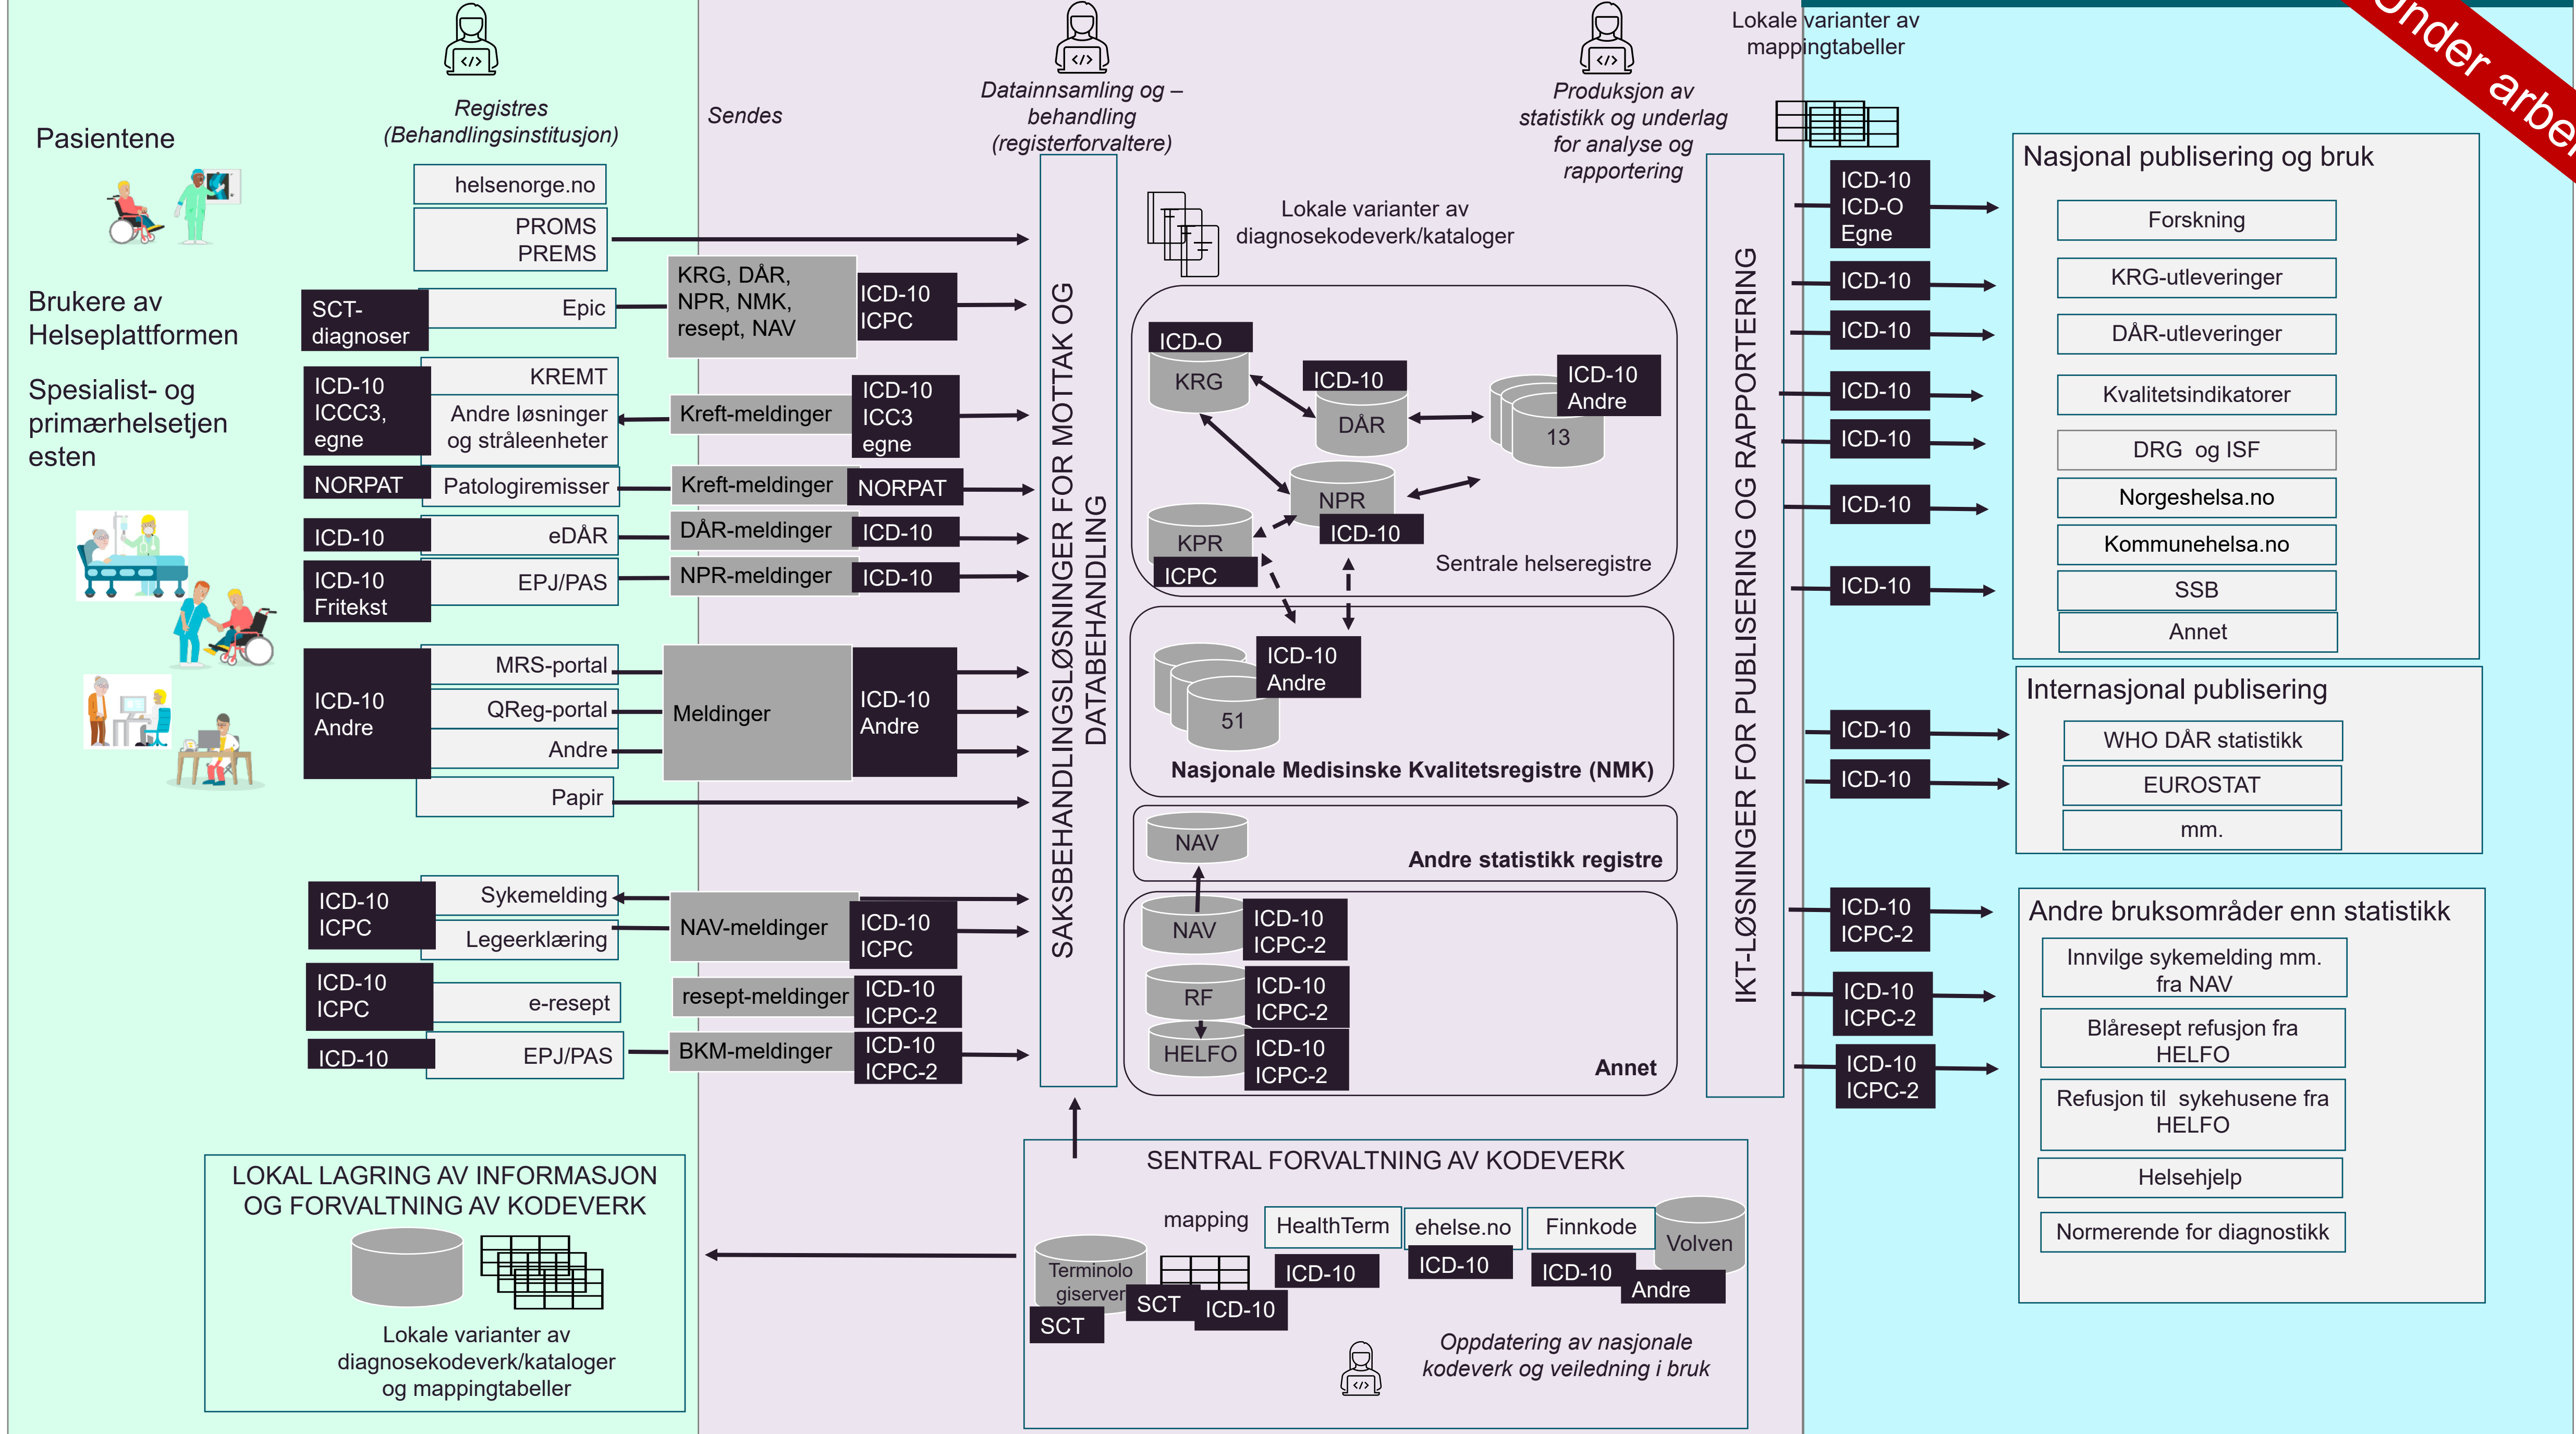 Under arbei
Lokale varianter av
mappingtabeller
Pasientene
Registres
(Behandlingsinstitusjon)
Sendes
Datainnsamling og –
behandling
(registerforvaltere)
Produksjon av
statistikk og underlag
for analyse og
rapportering
helsenorge.no
PROMS
PREMS
Brukere av
Helseplattformen
SCT-
diagnoser
Epic
KRG, DÅR,
NPR, NMK,
resept, NAV
ICD-10
ICPC
Spesialist- og
primærhelsetjen
esten
ICD-10
ICCC3,
egne
KREMT
Andre løsninger
og stråleenheter
Kreft-meldinger
ICD-10
ICC3
egne
NORPAT
Patologiremisser
Kreft-meldinger
NORPAT
ICD-10
eDÅR
DÅR-meldinger
ICD-10
ICD-10
Fritekst
EPJ/PAS
NPR-meldinger
ICD-10
ICD-10
Andre
MRS-portal
QReg-portal
Andre
Meldinger
ICD-10
Andre
Papir
ICD-10
ICPC
Sykemelding
Legeerklæring
NAV-meldinger
ICD-10
ICPC
ICD-10
ICPC
e-resept
resept-meldinger
ICD-10
ICPC-2
ICD-10
EPJ/PAS
BKM-meldinger
ICD-10
ICPC-2
SAKSBEHANDLINGSLØSNINGER FOR MOTTAK OG
DATABEHANDLING
Lokale varianter av
diagnosekodeverk/kataloger
ICD-O
KRG
ICD-10
DÅR
ICD-10
Andre
13
NPR
ICD-10
KPR
ICPC
Sentrale helseregistre
ICD-10
Andre
51
Nasjonale Medisinske Kvalitetsregistre (NMK)
NAV
Andre statistikk registre
NAV
ICD-10
ICPC-2
RF
ICD-10
ICPC-2
HELFO
ICD-10
ICPC-2
Annet
IKT-LØSNINGER FOR PUBLISERING OG RAPPORTERING
ICD-10
ICD-O
Egne
ICD-10
ICD-10
ICD-10
ICD-10
ICD-10
ICD-10
ICD-10
ICD-10
ICD-10
ICPC-2
ICD-10
ICPC-2
ICD-10
ICPC-2
Nasjonal publisering og bruk
Forskning
KRG-utleveringer
DÅR-utleveringer
Kvalitetsindikatorer
DRG og ISF
Norgeshelsa.no
Kommunehelsa.no
SSB
Annet
Internasjonal publisering
WHO DÅR statistikk
EUROSTAT
mm.
Andre bruksområder enn statistikk
Innvilge sykemelding mm.
fra NAV
Blåresept refusjon fra
HELFO
Refusjon til sykehusene fra
HELFO
Helsehjelp
Normerende for diagnostikk
LOKAL LAGRING AV INFORMASJON
OG FORVALTNING AV KODEVERK
Lokale varianter av
diagnosekodeverk/kataloger
og mappingtabeller
SENTRAL FORVALTNING AV KODEVERK
mapping
HealthTerm
ehelse.no
Finnkode
Volven
Terminolo
giserver
SCT
SCT
ICD-10
ICD-10
ICD-10
ICD-10
Andre
Oppdatering av nasjonale
kodeverk og veiledning i bruk